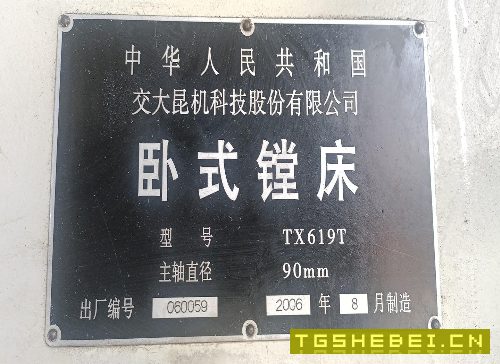 中华人民共和国
交大昆机科技股份有限公司
卧式镗床
型号 TX619T
主轴直径 90mm
出厂编号 060059 2006 年 8 月制造
TGSHEBEI.CN